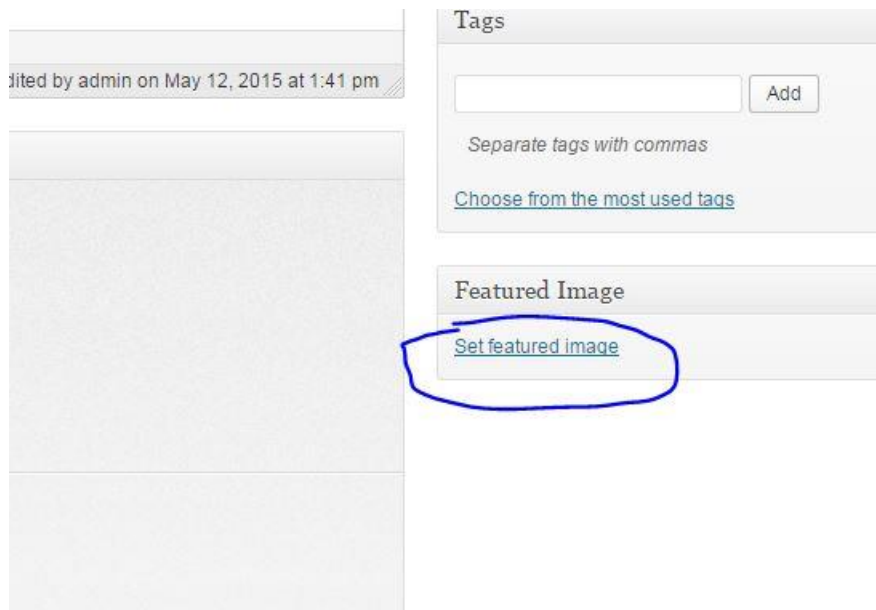 Tags
edited by admin on May 12, 2015 at 1:41 pm
Add
Separate tags with commas
Choose from the most used tags
Featured Image
Set featured image